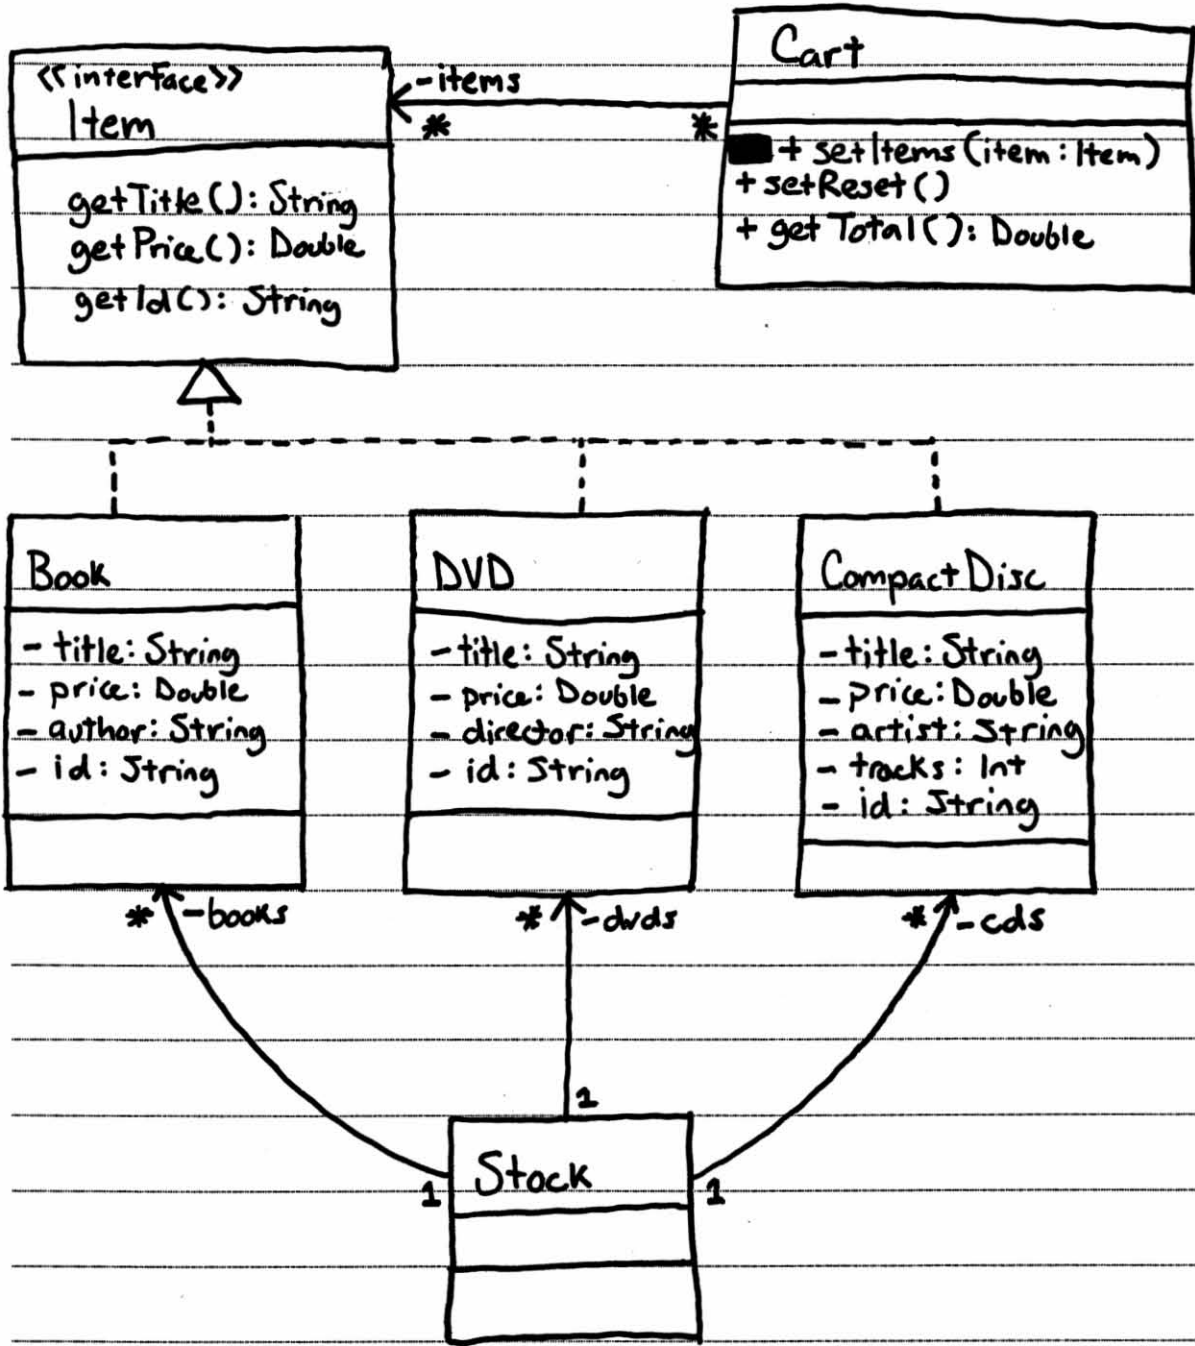 <<interface>>
Item
getTitle(): String
getPrice(): Double
getId(): String
-items
*
*
Cart
+ setItems(item: Item)
+ setReset()
+ getTotal(): Double
Book
- title: String
- price: Double
- author: String
- id: String
DVD
- title: String
- price: Double
- director: String
- id: String
CompactDisc
- title: String
- price: Double
- artist: String
- tracks: Int
- id: String
* -books
* -dvds
* -cds
1
1
1
Stock